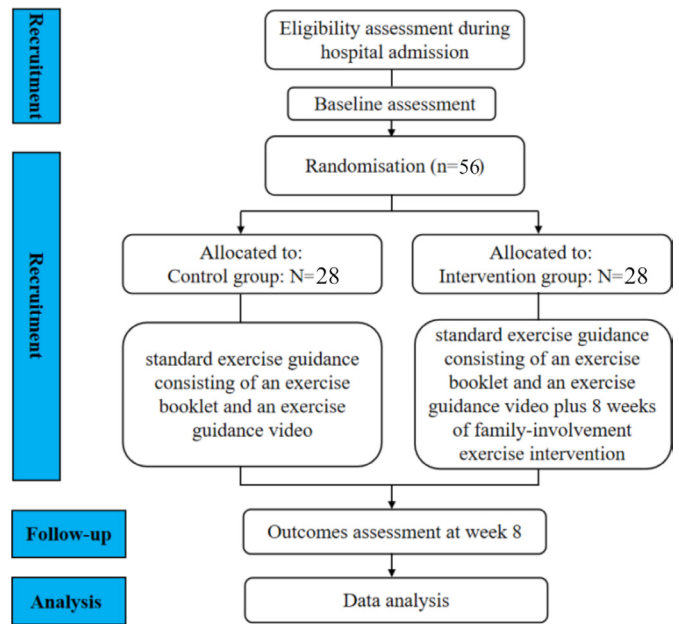 Recruitment
Eligibility assessment during
hospital admission
Baseline assessment
Recruitment
Randomisation (n=56)
Allocated to:
Control group: N=28
Allocated to:
Intervention group: N=28
standard exercise guidance
consisting of an exercise
booklet and an exercise
guidance video
standard exercise guidance
consisting of an exercise
booklet and an exercise
guidance video plus 8 weeks
of family-involvement
exercise intervention
Follow-up
Outcomes assessment at week 8
Analysis
Data analysis